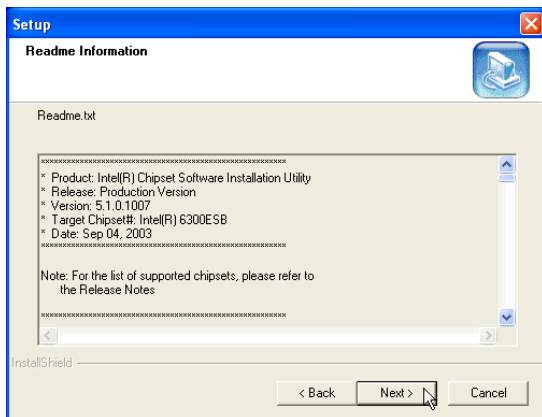 Setup
Readme Information
Readme.txt
*********************************************************
* Product: Intel(R) Chipset Software Installation Utility
* Release: Production Version
* Version: 5.1.0.1007
* Target Chipset#: Intel(R) 6300ESB
* Date: Sep 04, 2003
*********************************************************
Note: For the list of supported chipsets, please refer to
the Release Notes
*********************************************************
InstallShield
< Back Next > Cancel